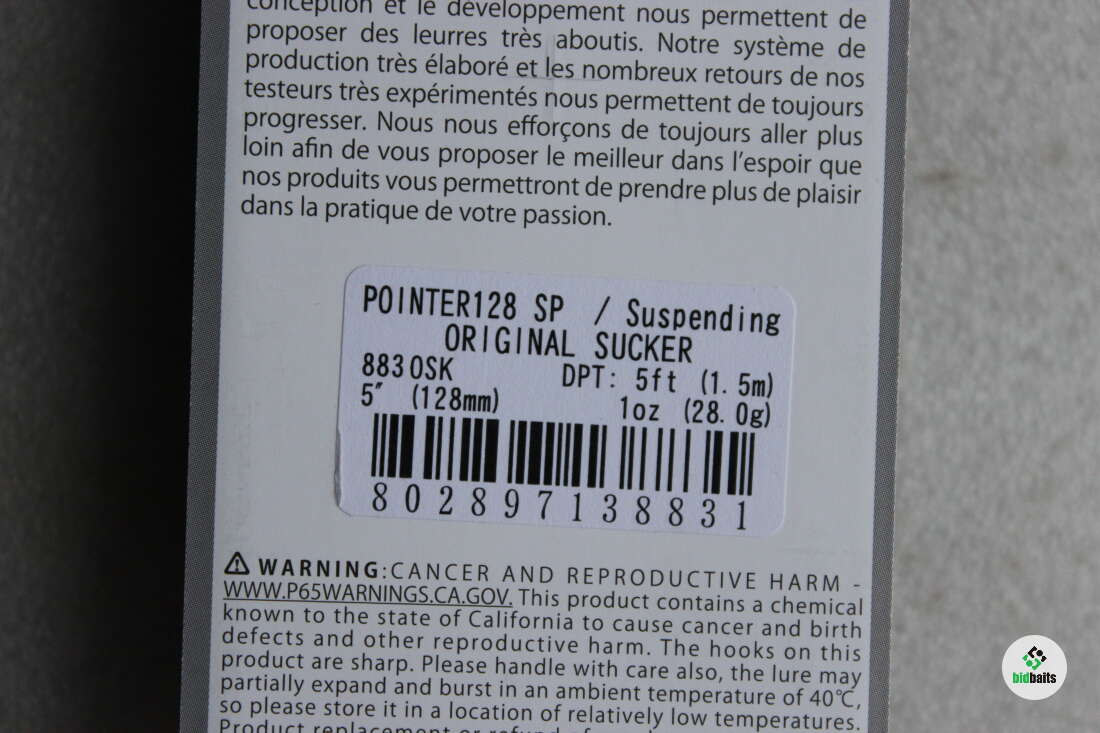 conception et le développement nous permettent de
proposer des leurres très aboutis. Notre système de
production très élaboré et les nombreux retours de nos
testeurs très expérimentés nous permettent de toujours
progresser. Nous nous efforçons de toujours aller plus
loin afin de vous proposer le meilleur dans l'espoir que
nos produits vous permettront de prendre plus de plaisir
dans la pratique de votre passion.
POINTER128 SP / Suspending
ORIGINAL SUCKER
883OSK DPT: 5ft (1.5m)
5″ (128mm) 1oz (28.0g)
802897138831
⚠ WARNING:CANCER AND REPRODUCTIVE HARM -
WWW.P65WARNINGS.CA.GOV. This product contains a chemical
known to the state of California to cause cancer and birth
defects and other reproductive harm. The hooks on this
product are sharp. Please handle with care also, the lure may
partially expand and burst in an ambient temperature of 40℃,
so please store it in a location of relatively low temperatures.
Product replacement or refund
bidbaits